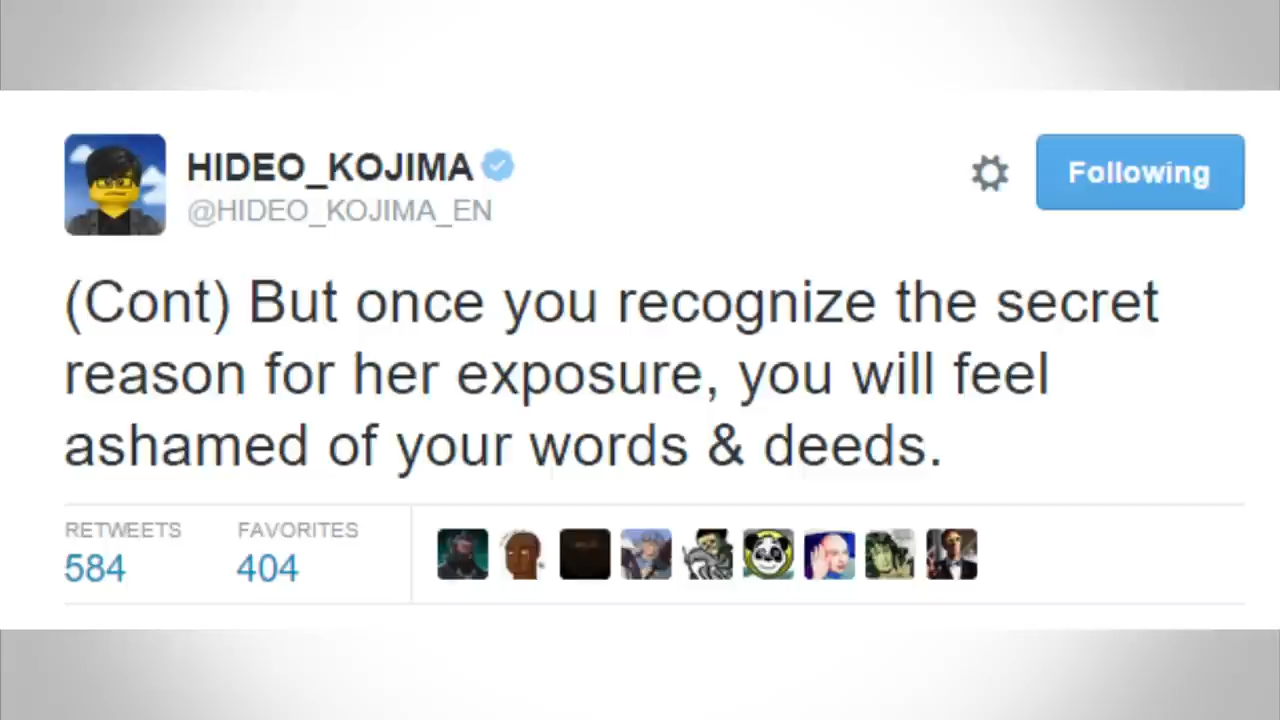 HIDEO_KOJIMA
@HIDEO_KOJIMA_EN
Following
(Cont) But once you recognize the secret
reason for her exposure, you will feel
ashamed of your words & deeds.
RETWEETS FAVORITES
584 404